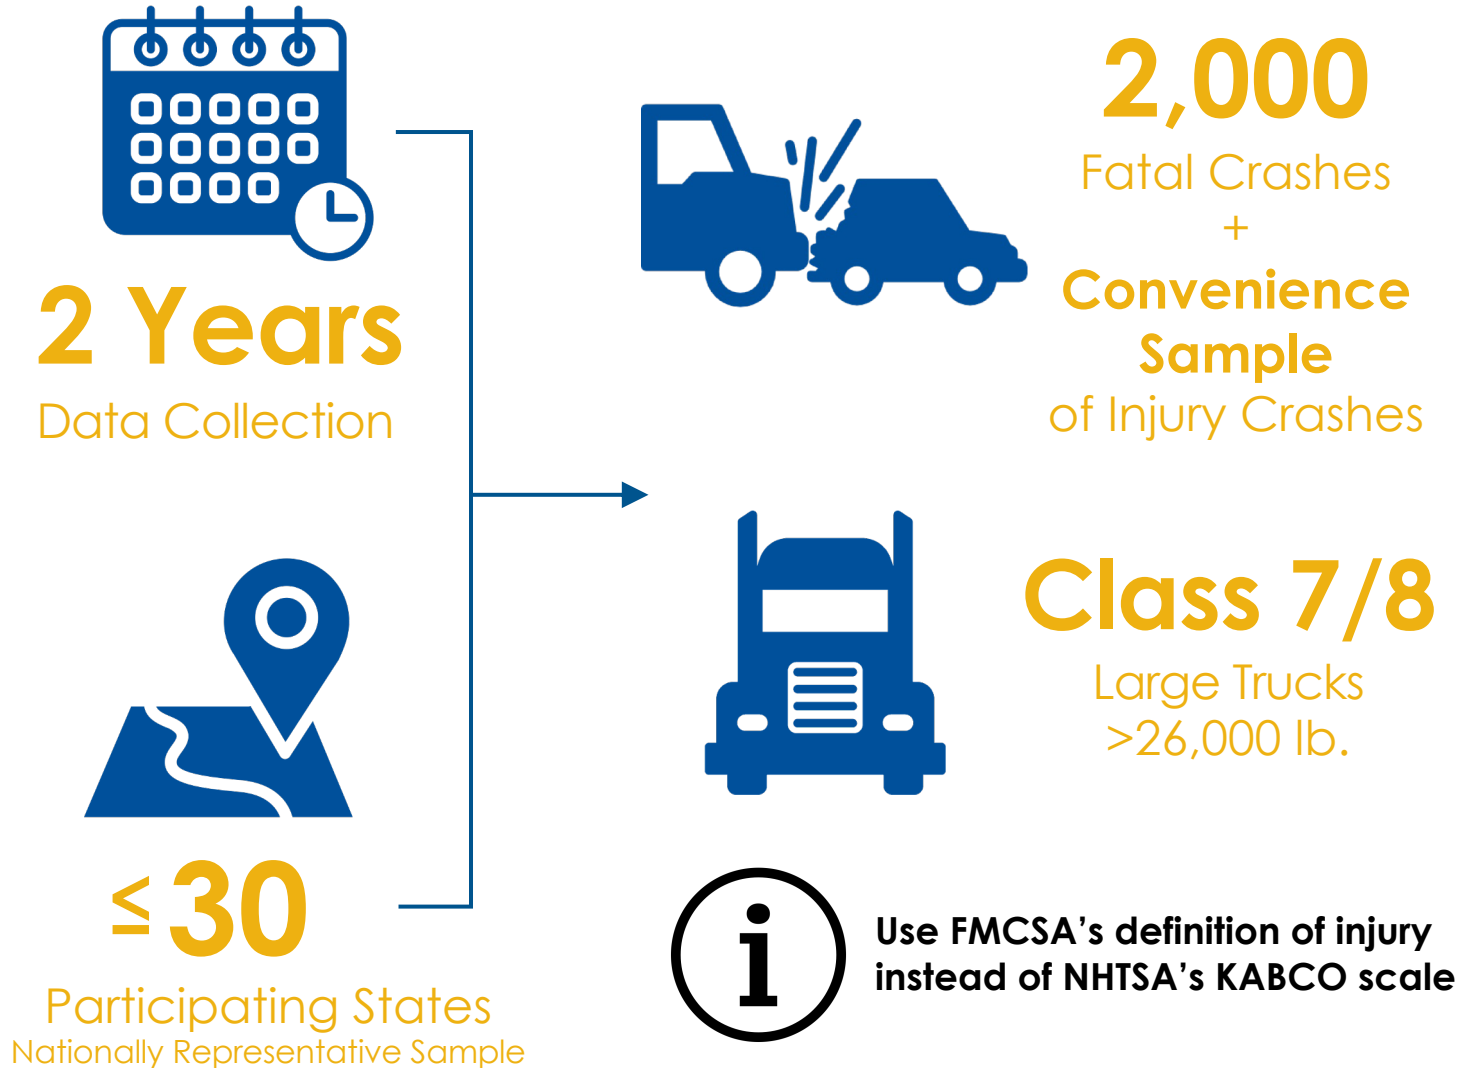 2 Years
Data Collection
≤30
Participating States
Nationally Representative Sample
2,000
Fatal Crashes
+
Convenience
Sample
of Injury Crashes
Class 7/8
Large Trucks
>26,000 lb.
i
Use FMCSA’s definition of injury
instead of NHTSA’s KABCO scale